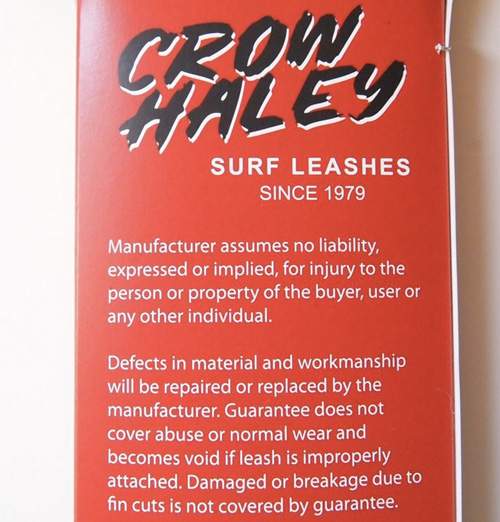 CROW
HALEY
SURF LEASHES
SINCE 1979
Manufacturer assumes no liability,
expressed or implied, for injury to the
person or property of the buyer, user or
any other individual.
Defects in material and workmanship
will be repaired or replaced by the
manufacturer. Guarantee does not
cover abuse or normal wear and
becomes void if leash is improperly
attached. Damaged or breakage due to
fin cuts is not covered by guarantee.